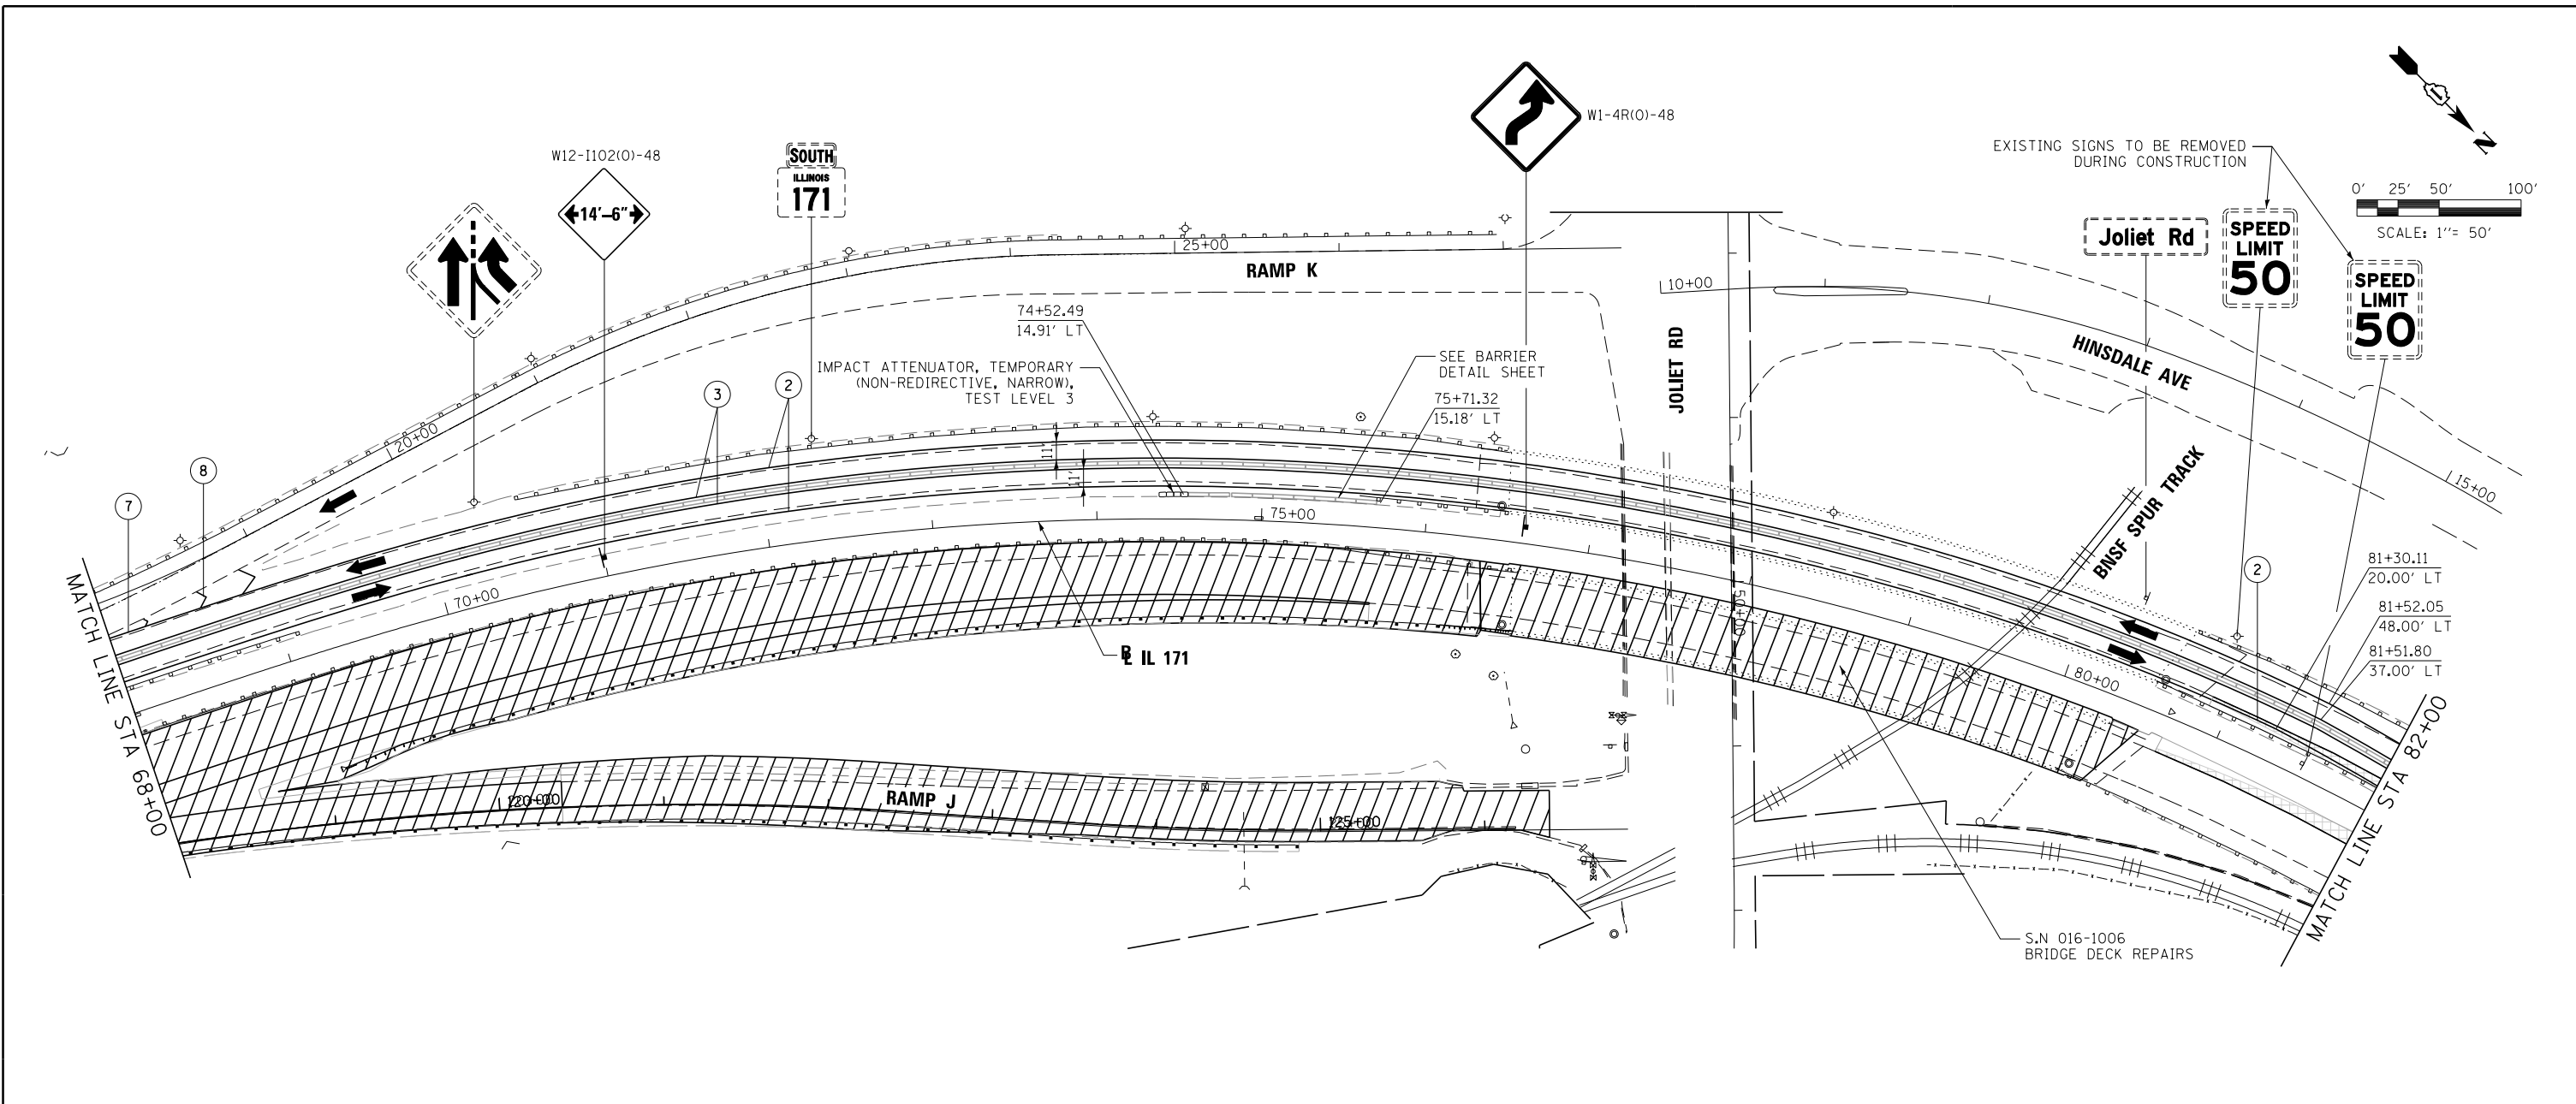 W1-4R(O)-48
EXISTING SIGNS TO BE REMOVED
DURING CONSTRUCTION
N
W12-I102(O)-48
SOUTH
ILLINOIS
171
14'-6"
0' 25' 50' 100'
SCALE: 1"= 50'
Joliet Rd
SPEED
LIMIT
50
SPEED
LIMIT
50
25+00
RAMP K
10+00
74+52.49
14.91' LT
IMPACT ATTENUATOR, TEMPORARY
(NON-REDIRECTIVE, NARROW),
TEST LEVEL 3
SEE BARRIER
DETAIL SHEET
75+71.32
15.18' LT
JOLIET RD
HINSDALE AVE
3
2
20+00
8
7
11'
11'
15+00
BNSF SPUR TRACK
75+00
70+00
50+00
2
81+30.11
20.00' LT
81+52.05
48.00' LT
81+51.80
37.00' LT
80+00
IL 171
MATCH LINE STA 68+00
MATCH LINE STA 82+00
120+00
RAMP J
125+00
S.N 016-1006
BRIDGE DECK REPAIRS